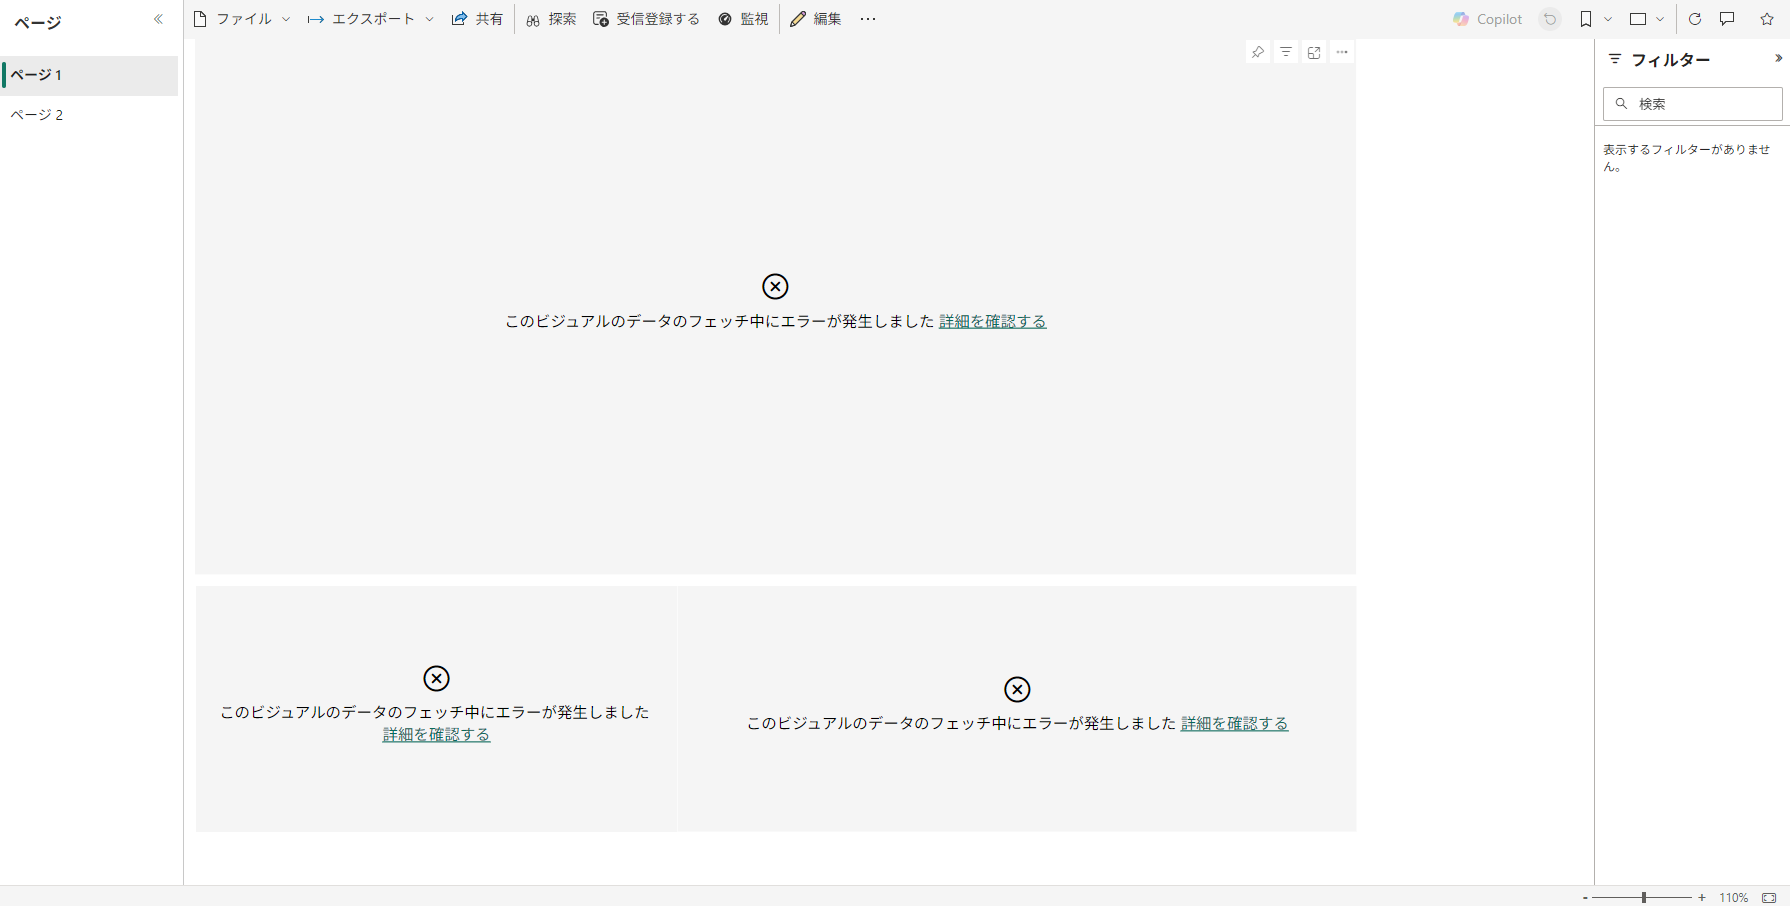 ページ
ファイル
エクスポート
共有
探索
受信登録する
監視
編集
Copilot
ページ 1
ページ 2
フィルター
検索
表示するフィルターがありませ
ん。
このビジュアルのデータのフェッチ中にエラーが発生しました 詳細を確認する
このビジュアルのデータのフェッチ中にエラーが発生しました
詳細を確認する
このビジュアルのデータのフェッチ中にエラーが発生しました 詳細を確認する
- + 110%